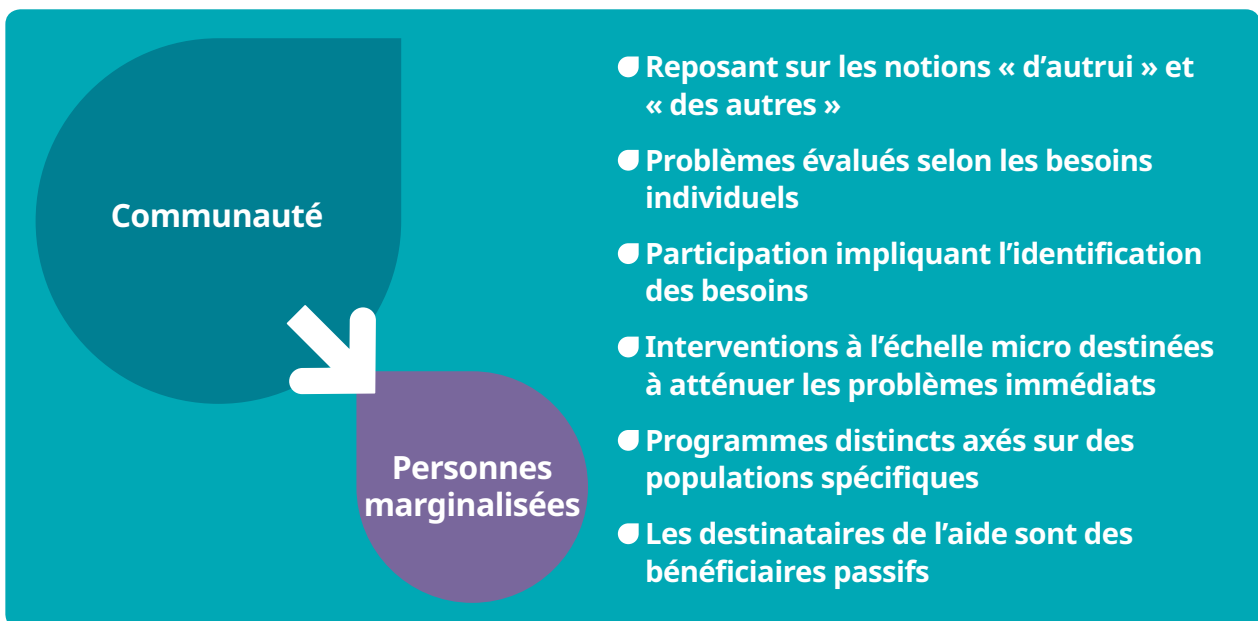 Communauté
Personnes
marginalisées
Reposant sur les notions « d’autrui » et
« des autres »
Problèmes évalués selon les besoins
individuels
Participation impliquant l’identification
des besoins
Interventions à l’échelle micro destinées
à atténuer les problèmes immédiats
Programmes distincts axés sur des
populations spécifiques
Les destinataires de l’aide sont des
bénéficiaires passifs